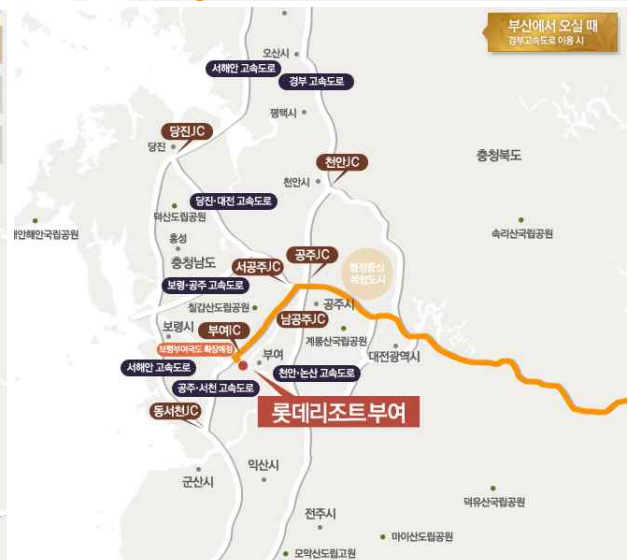 부산에서 오실 때
경부고속도로 이용 시
오산시
서해안 고속도로
경부 고속도로
평택시
당진JC
당진
천안JC
충청북도
천안시
당진·대전 고속도로
덕산도립공원
태안해안국립공원
속리산국립공원
홍성
충청남도
공주JC
서공주JC
행정중심
복합도시
보령·공주 고속도로
칠갑산도립공원
공주시
남공주JC
보령시
부여IC
계룡산국립공원
보령부여국도 확장예정
대전광역시
부여
서해안 고속도로
천안·논산 고속도로
공주·서천 고속도로
롯데리조트부여
동서천JC
익산시
군산시
덕유산국립공원
전주시
마이산도립공원
모악산도립공원